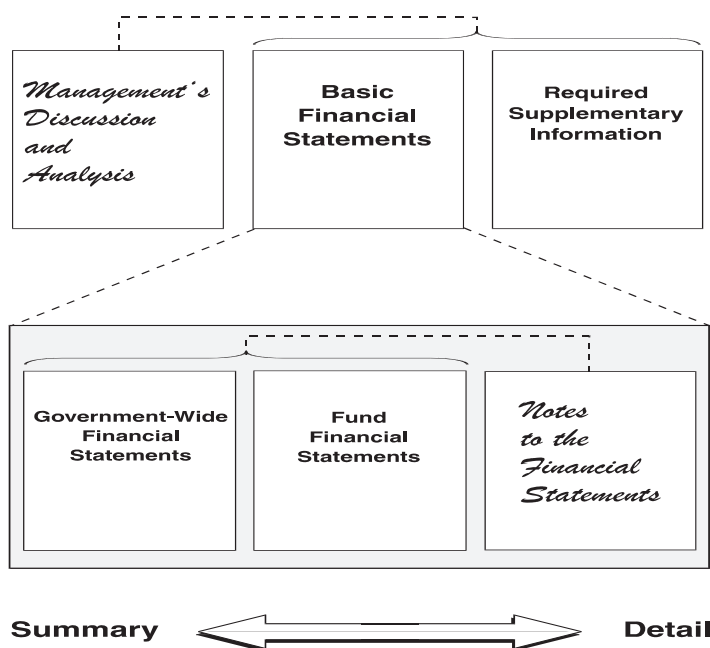 Management's
Discussion
and
Analysis
Basic
Financial
Statements
Required
Supplementary
Information
Government-Wide
Financial
Statements
Fund
Financial
Statements
Notes
to the
Financial
Statements
Summary
Detail